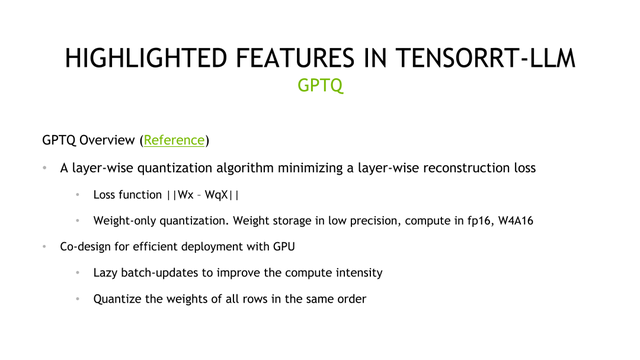 HIGHLIGHTED FEATURES IN TENSORRT-LLM
GPTQ
GPTQ Overview (Reference)
• A layer-wise quantization algorithm minimizing a layer-wise reconstruction loss
• Loss function ||Wx – WqX||
• Weight-only quantization. Weight storage in low precision, compute in fp16, W4A16
• Co-design for efficient deployment with GPU
• Lazy batch-updates to improve the compute intensity
• Quantize the weights of all rows in the same order